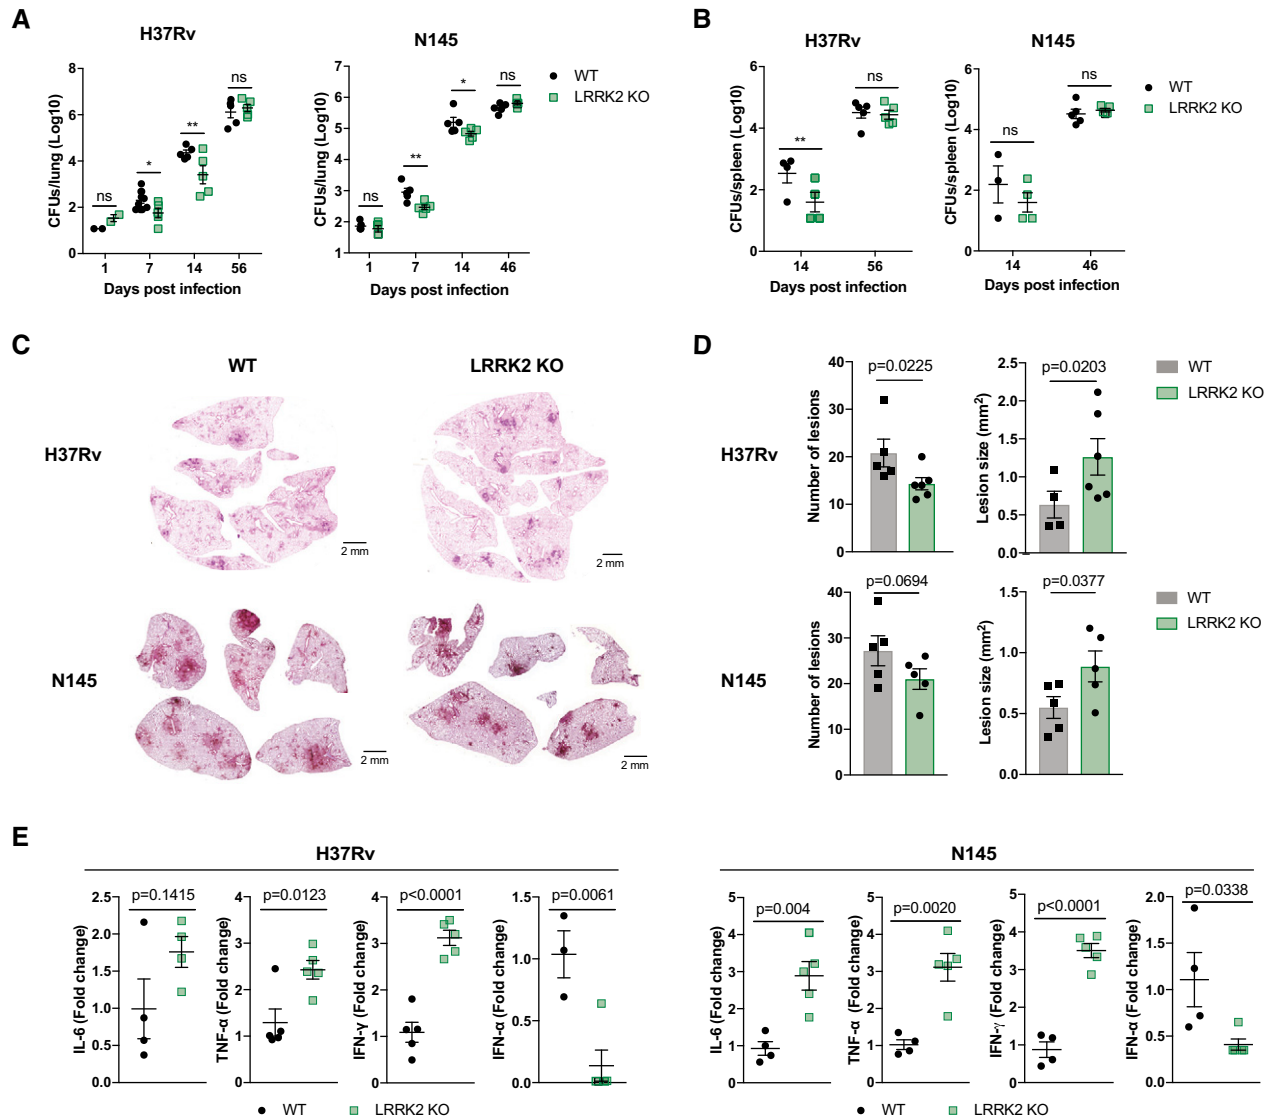 A
H37Rv
N145
CFUs/lung (Log10)
8
6
4
2
0
ns
*
**
ns
1 7 14 56
Days post infection
CFUs/lung (Log10)
7
6
5
4
3
2
1
ns
**
*
ns
1 7 14 46
Days post infection
WT
LRRK2 KO
B
H37Rv
N145
CFUs/spleen (Log10)
6
4
2
0
**
ns
14 56
Days post infection
CFUs/spleen (Log10)
6
4
2
0
ns
ns
14 46
Days post infection
WT
LRRK2 KO
C
WT
LRRK2 KO
H37Rv
2 mm
2 mm
N145
2 mm
2 mm
D
H37Rv
Number of lesions
40
30
20
10
0
p=0.0225
Lesion size (mm²)
2.5
2.0
1.5
1.0
0.5
0.0
p=0.0203
WT
LRRK2 KO
N145
Number of lesions
40
30
20
10
0
p=0.0694
Lesion size (mm²)
1.5
1.0
0.5
0.0
p=0.0377
WT
LRRK2 KO
E
H37Rv
IL-6 (Fold change)
2.5
2.0
1.5
1.0
0.5
0.0
p=0.1415
TNF-α (Fold change)
4
3
2
1
0
p=0.0123
IFN-γ (Fold change)
4
3
2
1
0
p<0.0001
IFN-α (Fold change)
1.5
1.0
0.5
0.0
p=0.0061
WT
LRRK2 KO
N145
IL-6 (Fold change)
5
4
3
2
1
0
p=0.004
TNF-α (Fold change)
5
4
3
2
1
0
p=0.0020
IFN-γ (Fold change)
5
4
3
2
1
0
p<0.0001
IFN-α (Fold change)
2.0
1.5
1.0
0.5
0.0
p=0.0338
WT
LRRK2 KO